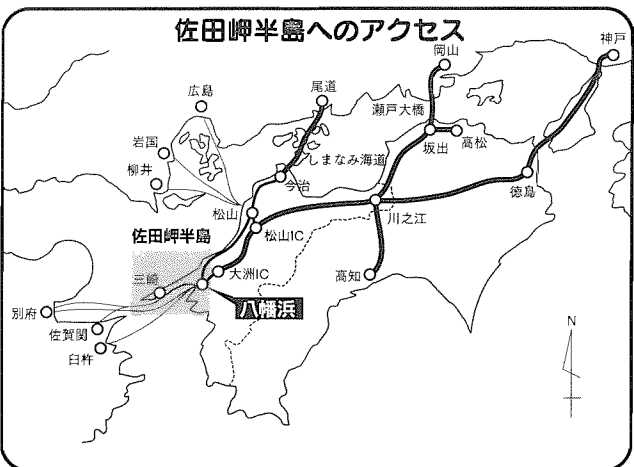 佐田岬半島へのアクセス
神戸
岡山
尾道
広島
瀬戸大橋
岩国
しまなみ海道
坂出
高松
柳井
今治
徳島
松山
川之江
松山IC
佐田岬半島
大洲IC
高知
三崎
八幡浜
別府
佐賀関
臼杵
N